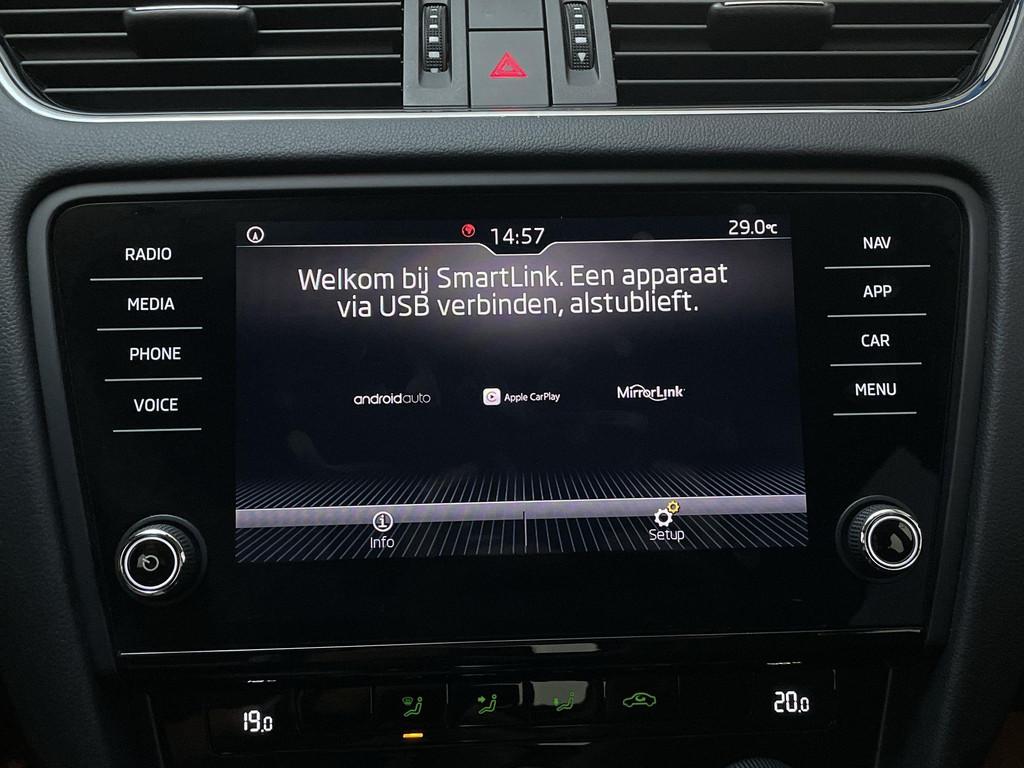 14:57
29.0°C
Welkom bij SmartLink. Een apparaat
via USB verbinden, alstublieft.
androidauto
Apple CarPlay
MirrorLink
Info
Setup
RADIO
MEDIA
PHONE
VOICE
NAV
APP
CAR
MENU
19.0
20.0